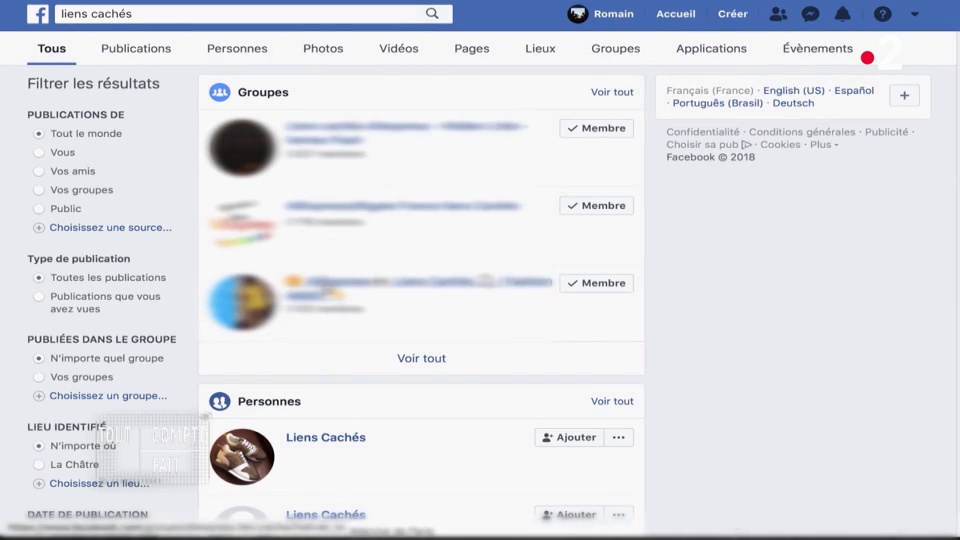 liens cachés
Romain
Accueil
Créer
Tous
Publications
Personnes
Photos
Vidéos
Pages
Lieux
Groupes
Applications
Évènements
2
Filtrer les résultats
PUBLICATIONS DE
Tout le monde
Vous
Vos amis
Vos groupes
Public
Choisissez une source...
Type de publication
Toutes les publications
Publications que vous
avez vues
PUBLIÉES DANS LE GROUPE
N'importe quel groupe
Vos groupes
Choisissez un groupe...
LIEU IDENTIFIÉ
N'importe où
La Châtre
Choisissez un lieu...
DATE DE PUBLICATION
TOUT COMPTE
FAIT
Groupes
Voir tout
Membre
Membre
Membre
Voir tout
Personnes
Voir tout
Liens Cachés
Ajouter
Liens Cachés
Ajouter
Français (France) · English (US) · Español
· Português (Brasil) · Deutsch
Confidentialité · Conditions générales · Publicité ·
Choisir sa pub · Cookies · Plus
Facebook © 2018